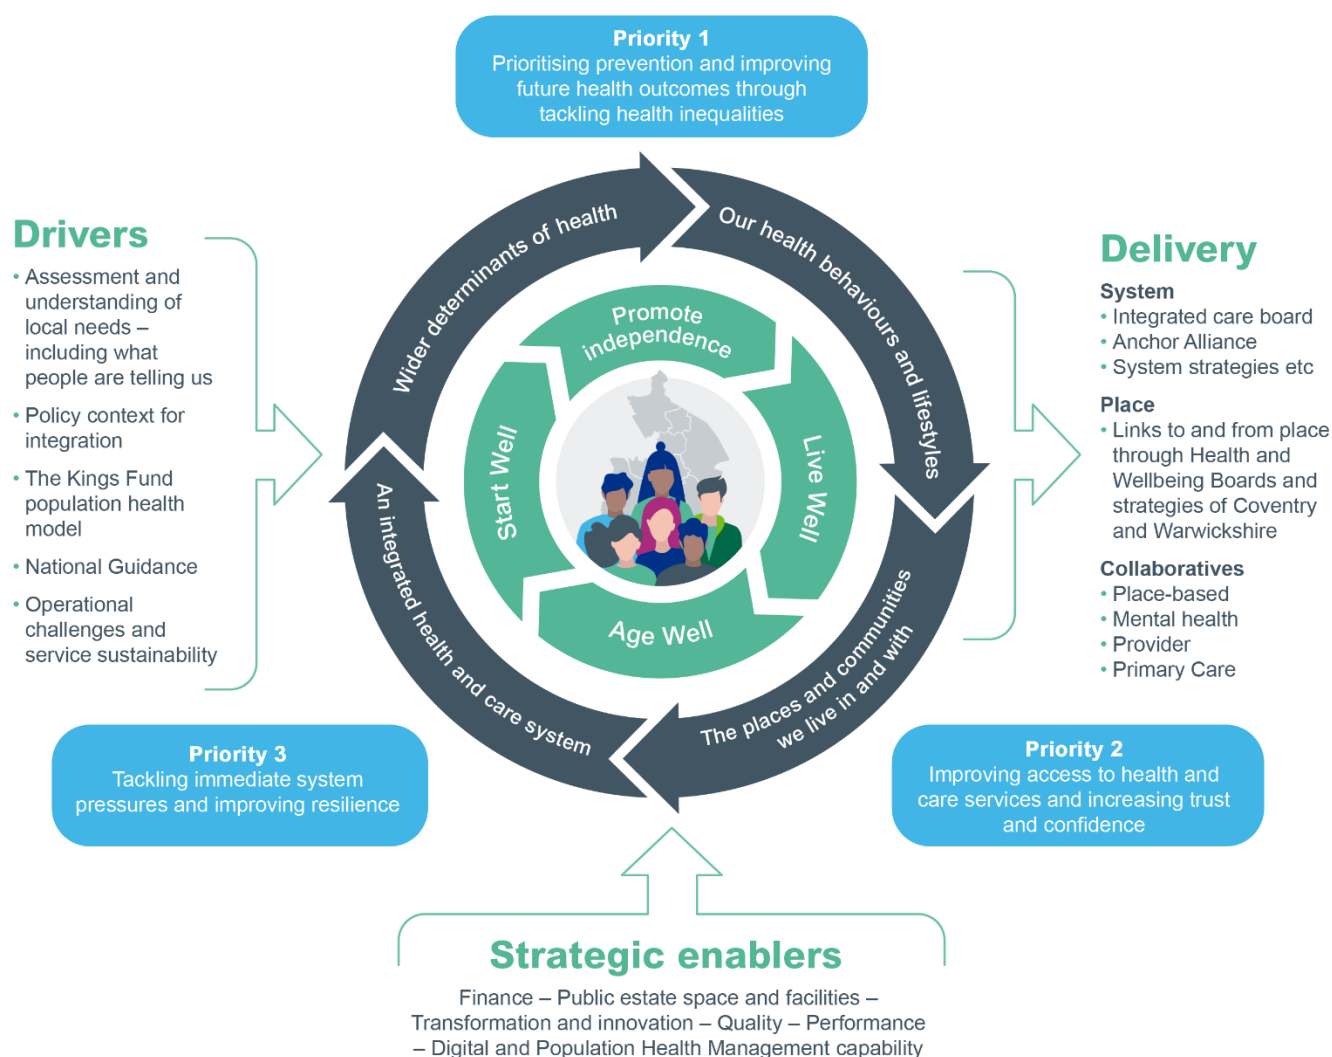 Priority 1
Prioritising prevention and improving
future health outcomes through
tackling health inequalities
Drivers
• Assessment and
understanding of
local needs –
including what
people are telling us
• Policy context for
integration
• The Kings Fund
population health
model
• National Guidance
• Operational
challenges and
service sustainability
Wider determinants of health
Our health behaviours and lifestyles
The places and communities
we live in and with
An integrated health and care system
Promote
independence
Live Well
Age Well
Start Well
Delivery
System
• Integrated care board
• Anchor Alliance
• System strategies etc
Place
• Links to and from place
through Health and
Wellbeing Boards and
strategies of Coventry
and Warwickshire
Collaboratives
• Place-based
• Mental health
• Provider
• Primary Care
Priority 3
Tackling immediate system
pressures and improving resilience
Priority 2
Improving access to health and
care services and increasing trust
and confidence
Strategic enablers
Finance – Public estate space and facilities –
Transformation and innovation – Quality – Performance
– Digital and Population Health Management capability